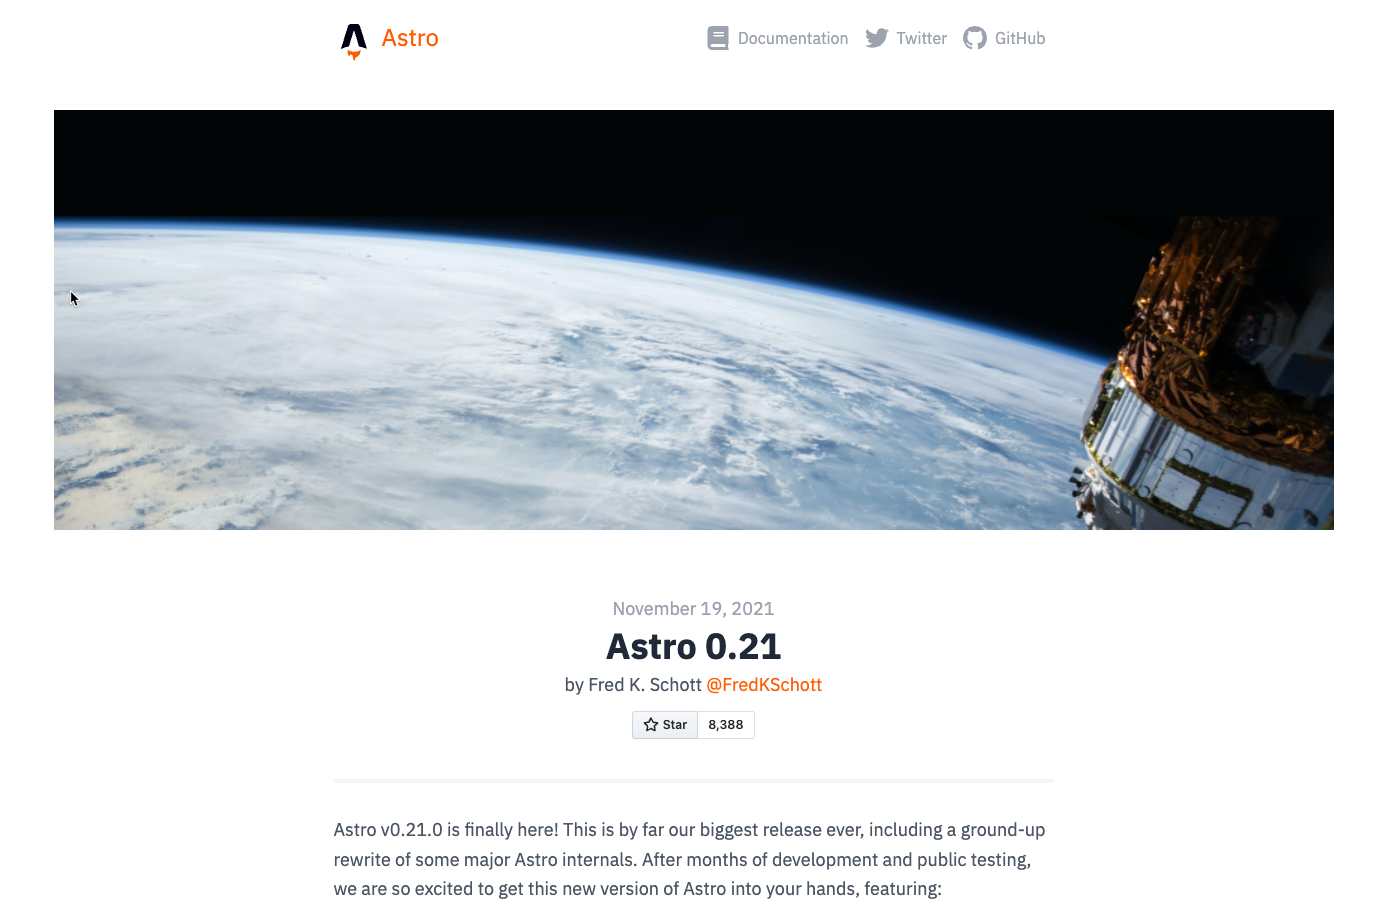 Astro
Documentation
Twitter
GitHub
November 19, 2021
Astro 0.21
by Fred K. Schott @FredKSchott
Star 8,388
Astro v0.21.0 is finally here! This is by far our biggest release ever, including a ground-up
rewrite of some major Astro internals. After months of development and public testing,
we are so excited to get this new version of Astro into your hands, featuring: